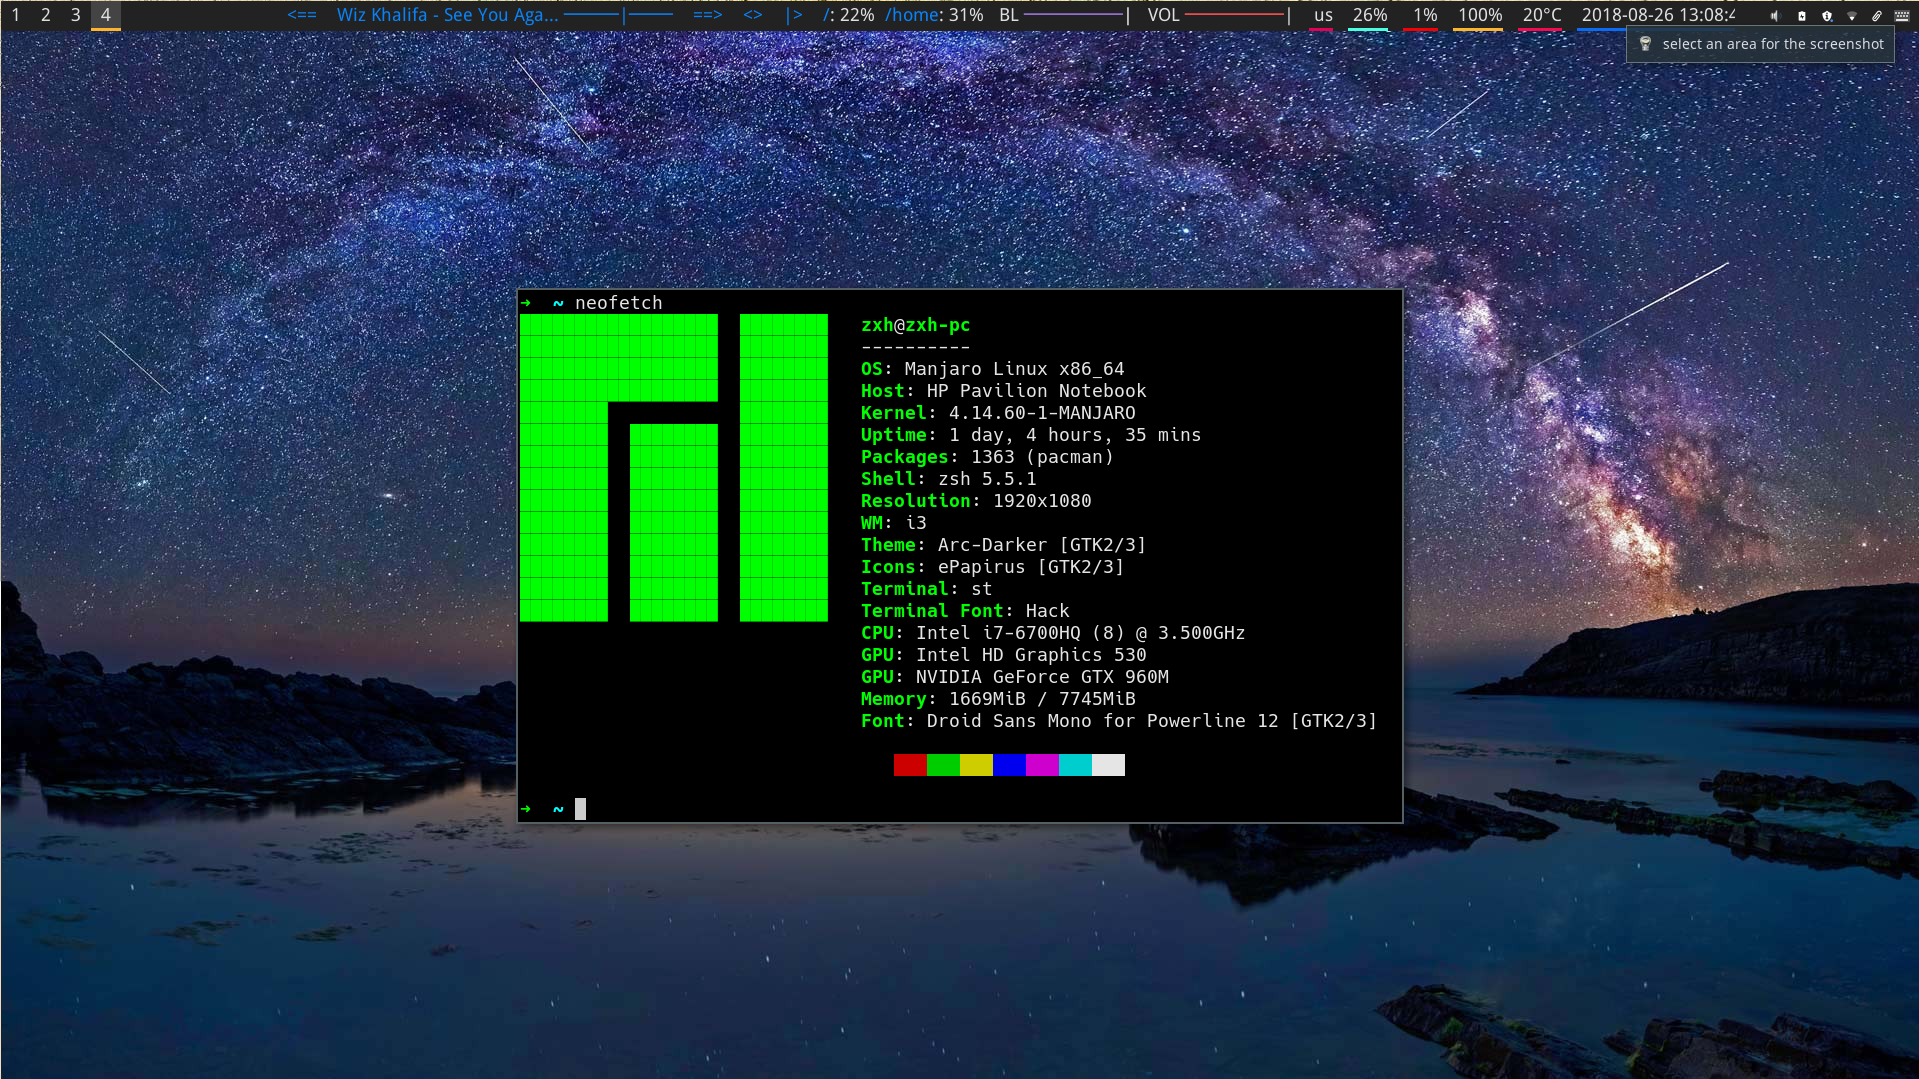 1 2 3 4 <== Wiz Khalifa - See You Aga... ==> <> |> /: 22% /home: 31% BL VOL us 26% 1% 100% 20°C 2018-08-26 13:08:4
select an area for the screenshot
➜ ~ neofetch
zxh@zxh-pc
----------
OS: Manjaro Linux x86_64
Host: HP Pavilion Notebook
Kernel: 4.14.60-1-MANJARO
Uptime: 1 day, 4 hours, 35 mins
Packages: 1363 (pacman)
Shell: zsh 5.5.1
Resolution: 1920x1080
WM: i3
Theme: Arc-Darker [GTK2/3]
Icons: ePapirus [GTK2/3]
Terminal: st
Terminal Font: Hack
CPU: Intel i7-6700HQ (8) @ 3.500GHz
GPU: Intel HD Graphics 530
GPU: NVIDIA GeForce GTX 960M
Memory: 1669MiB / 7745MiB
Font: Droid Sans Mono for Powerline 12 [GTK2/3]
➜ ~